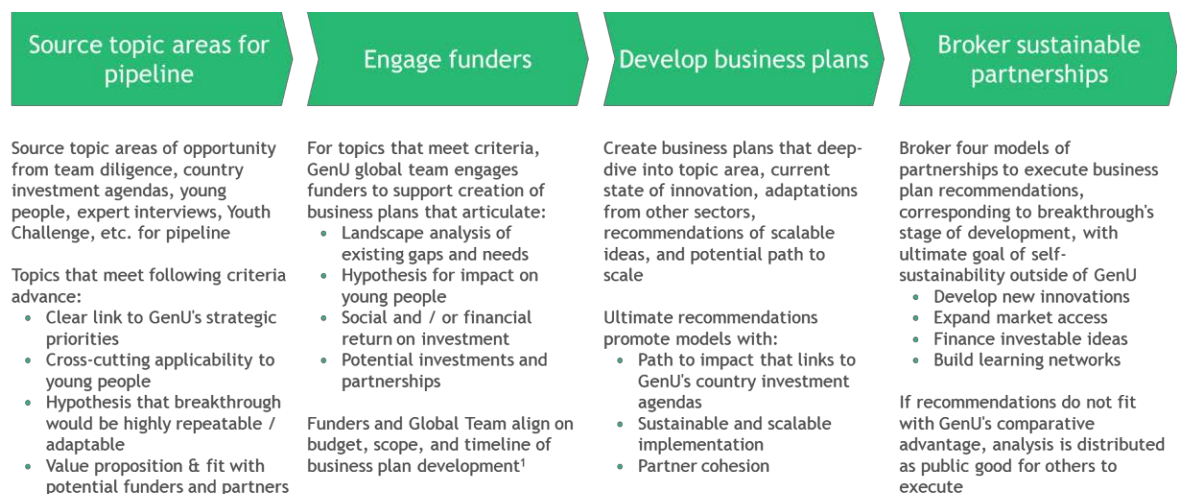 Source topic areas for
pipeline
Engage funders
Develop business plans
Broker sustainable
partnerships
Source topic areas of opportunity
from team diligence, country
investment agendas, young
people, expert interviews, Youth
Challenge, etc. for pipeline
Topics that meet following criteria
advance:
• Clear link to GenU's strategic
priorities
• Cross-cutting applicability to
young people
• Hypothesis that breakthrough
would be highly repeatable /
adaptable
• Value proposition & fit with
potential funders and partners
For topics that meet criteria,
GenU global team engages
funders to support creation of
business plans that articulate:
• Landscape analysis of
existing gaps and needs
• Hypothesis for impact on
young people
• Social and / or financial
return on investment
• Potential investments and
partnerships
Funders and Global Team align on
budget, scope, and timeline of
business plan development¹
Create business plans that deep-
dive into topic area, current
state of innovation, adaptations
from other sectors,
recommendations of scalable
ideas, and potential path to
scale
Ultimate recommendations
promote models with:
• Path to impact that links to
GenU's country investment
agendas
• Sustainable and scalable
implementation
• Partner cohesion
Broker four models of
partnerships to execute business
plan recommendations,
corresponding to breakthrough's
stage of development, with
ultimate goal of self-
sustainability outside of GenU
• Develop new innovations
• Expand market access
• Finance investable ideas
• Build learning networks
If recommendations do not fit
with GenU's comparative
advantage, analysis is distributed
as public good for others to
execute